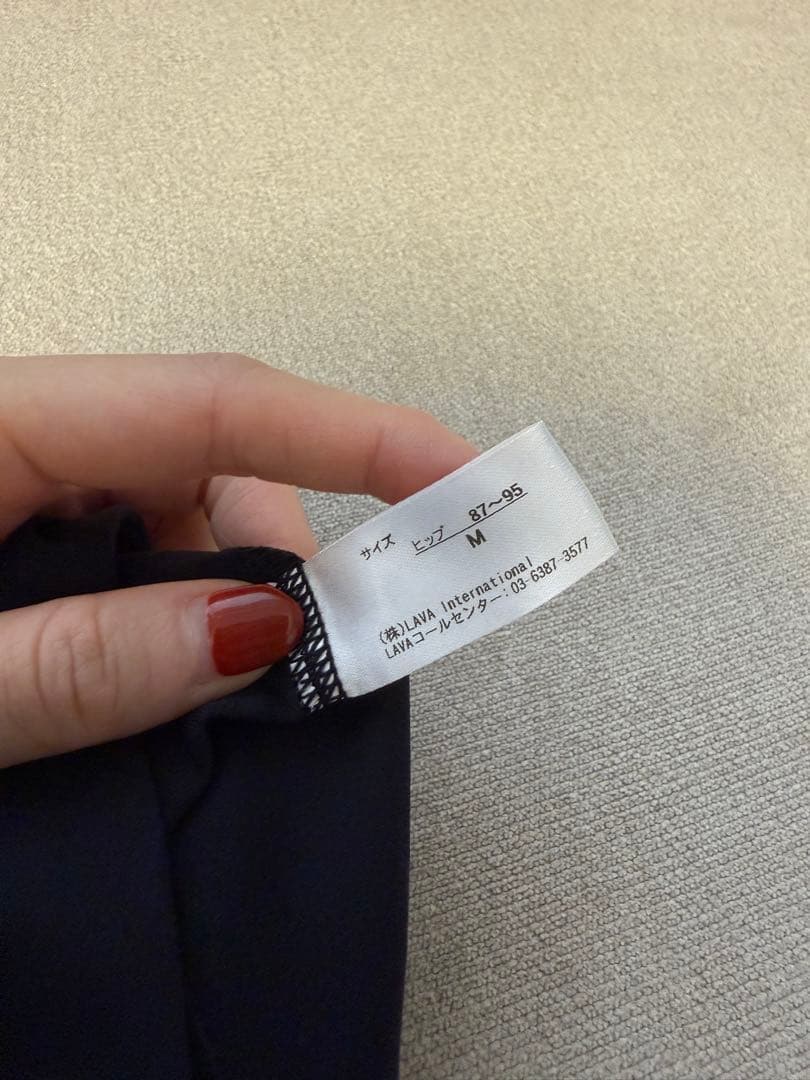 サイズ ヒップ 87〜95
M
(株)LAVA International
LAVAコールセンター:03-6387-3577